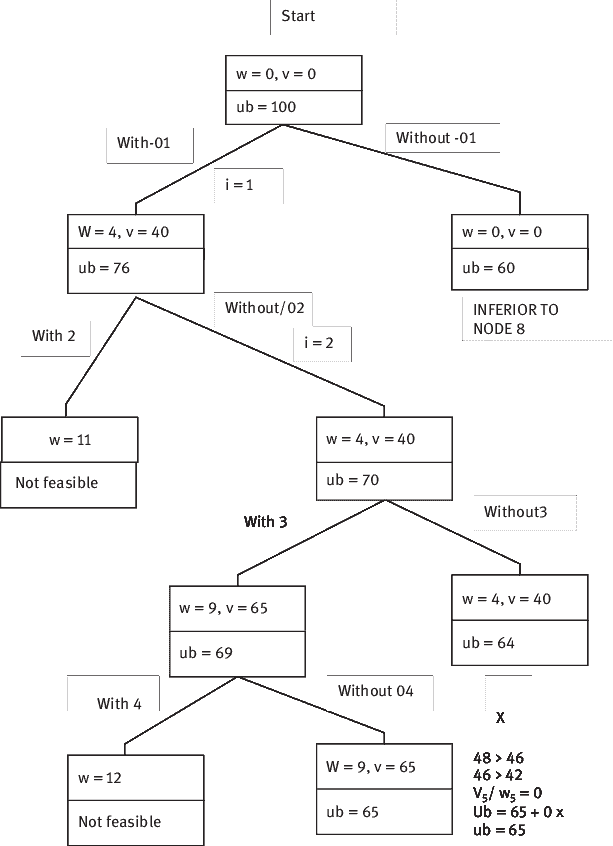 Start
w = 0, v = 0
ub = 100
With-01
Without -01
i = 1
W = 4, v = 40
ub = 76
w = 0, v = 0
ub = 60
INFERIOR TO
NODE 8
With 2
Without/02
i = 2
w = 11
Not feasible
w = 4, v = 40
ub = 70
With 3
Without3
w = 9, v = 65
ub = 69
w = 4, v = 40
ub = 64
With 4
Without 04
X
w = 12
Not feasible
W = 9, v = 65
ub = 65
48 > 46
46 > 42
V₅/ w₅ = 0
Ub = 65 + 0 x
ub = 65